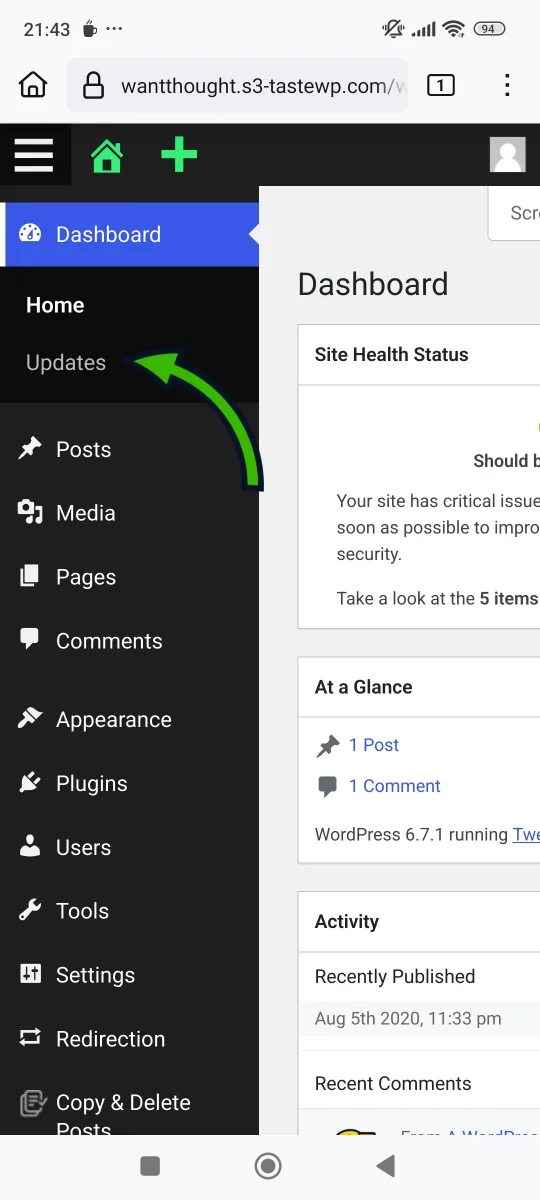 21:43
94
wantthought.s3-tastewp.com/w
1
Dashboard
Home
Updates
Posts
Media
Pages
Comments
Appearance
Plugins
Users
Tools
Settings
Redirection
Copy & Delete
Posts
Scr
Dashboard
Site Health Status
Should b
Your site has critical issue
soon as possible to impro
security.
Take a look at the 5 items
At a Glance
1 Post
1 Comment
WordPress 6.7.1 running Twe
Activity
Recently Published
Aug 5th 2020, 11:33 pm
Recent Comments
From A WordPress